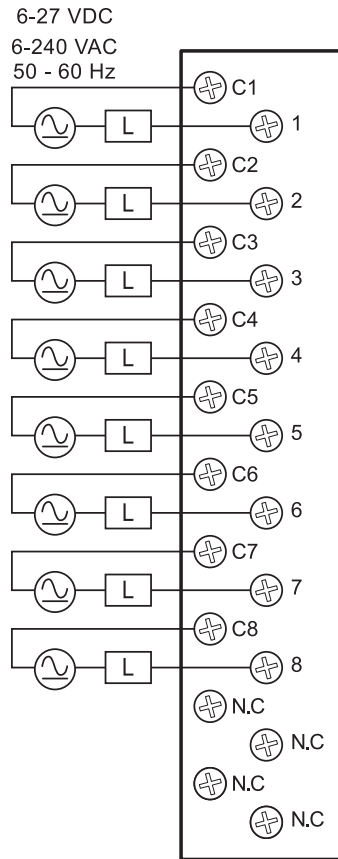 6-27 VDC
6-240 VAC
50 - 60 Hz
C1
L 1
C2
L 2
C3
L 3
C4
L 4
C5
L 5
C6
L 6
C7
L 7
C8
L 8
N.C
N.C
N.C
N.C